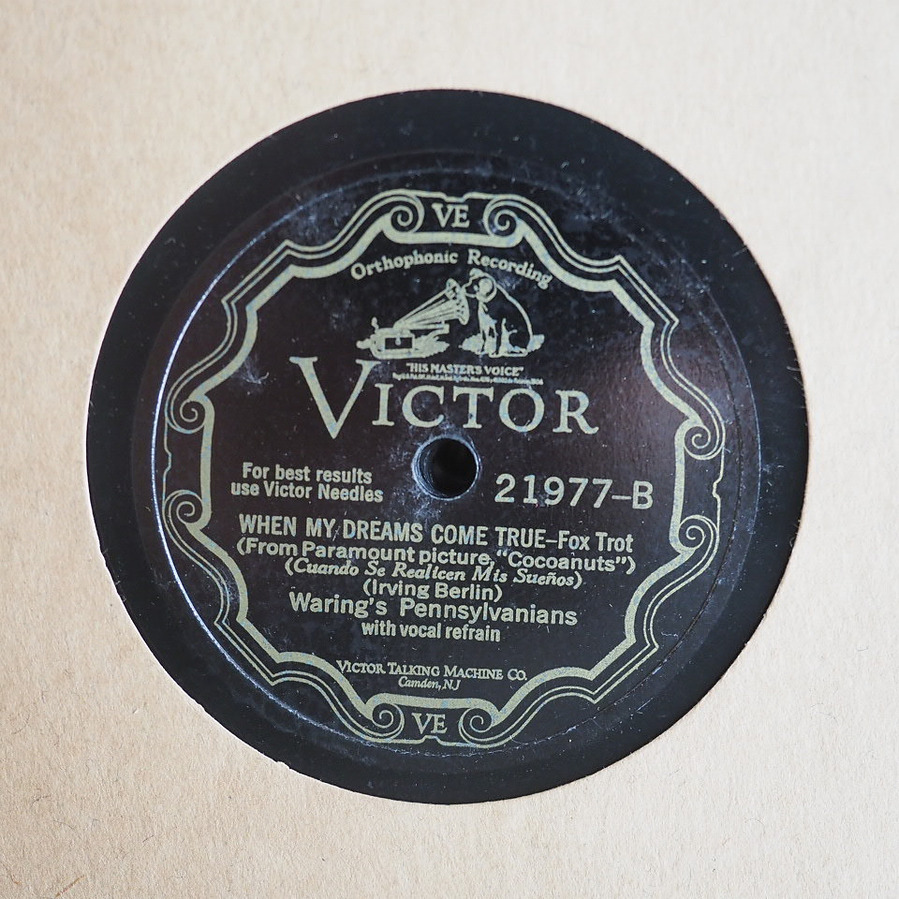 VE
Orthophonic Recording
"HIS MASTER'S VOICE"
VICTOR
For best results
use Victor Needles
21977-B
WHEN MY DREAMS COME TRUE-Fox Trot
(From Paramount picture, "Cocoanuts")
(Cuando Se Realicen Mis Sueños)
(Irving Berlin)
Waring's Pennsylvanians
with vocal refrain
VICTOR TALKING MACHINE CO.
Camden, NJ
VE